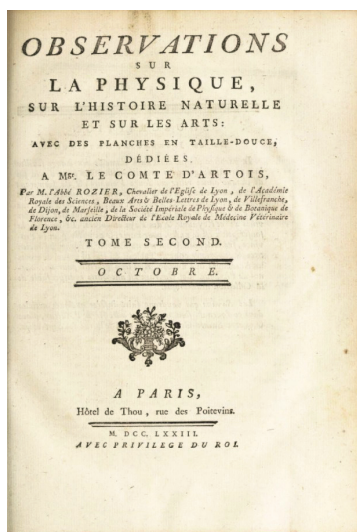 OBSERVATIONS
SUR
LA PHYSIQUE,
SUR L'HISTOIRE NATURELLE
ET SUR LES ARTS:
AVEC DES PLANCHES EN TAILLE-DOUCE,
DÉDIÉES
A Mgr. LE COMTE D'ARTOIS,
Par M. l'Abbé ROZIER, Chevalier de l'Eglise de Lyon, de l'Académie
Royale des Sciences, Beaux Arts & Belles-Lettres de Lyon, de Villefranche,
de Dijon, de Marseille, de la Société Impériale de Physique & de Botanique de
Florence, &c. ancien Directeur de l'Ecole Royale de Médecine Vétérinaire
de Lyon.
TOME SECOND.
OCTOBRE.
A PARIS,
Hôtel de Thou, rue des Poitevins.
M. DCC. LXXIII.
AVEC PRIVILEGE DU ROI.